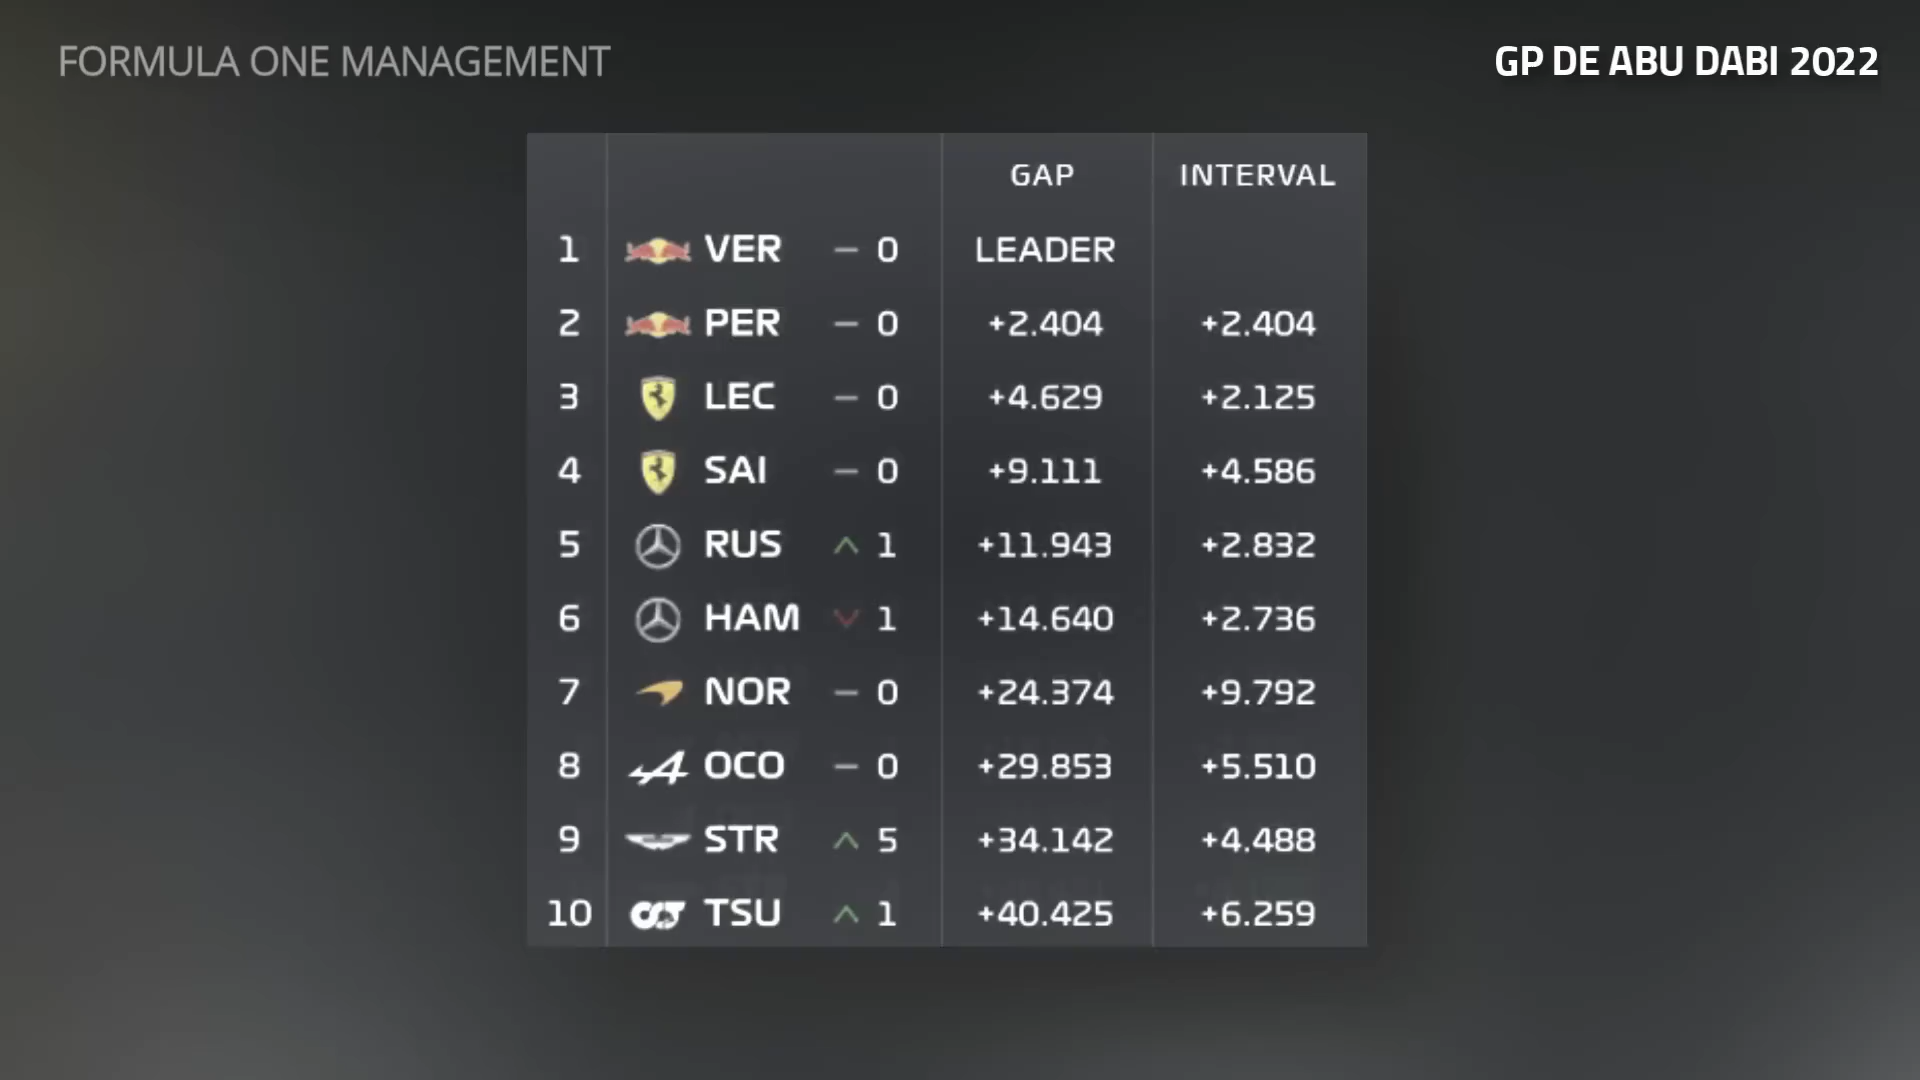 FORMULA ONE MANAGEMENT
GP DE ABU DABI 2022
GAP INTERVAL
1 VER – 0 LEADER
2 PER – 0 +2.404 +2.404
3 LEC – 0 +4.629 +2.125
4 SAI – 0 +9.111 +4.586
5 RUS 1 +11.943 +2.832
6 HAM 1 +14.640 +2.736
7 NOR – 0 +24.374 +9.792
8 OCO – 0 +29.853 +5.510
9 STR 5 +34.142 +4.488
10 TSU 1 +40.425 +6.259